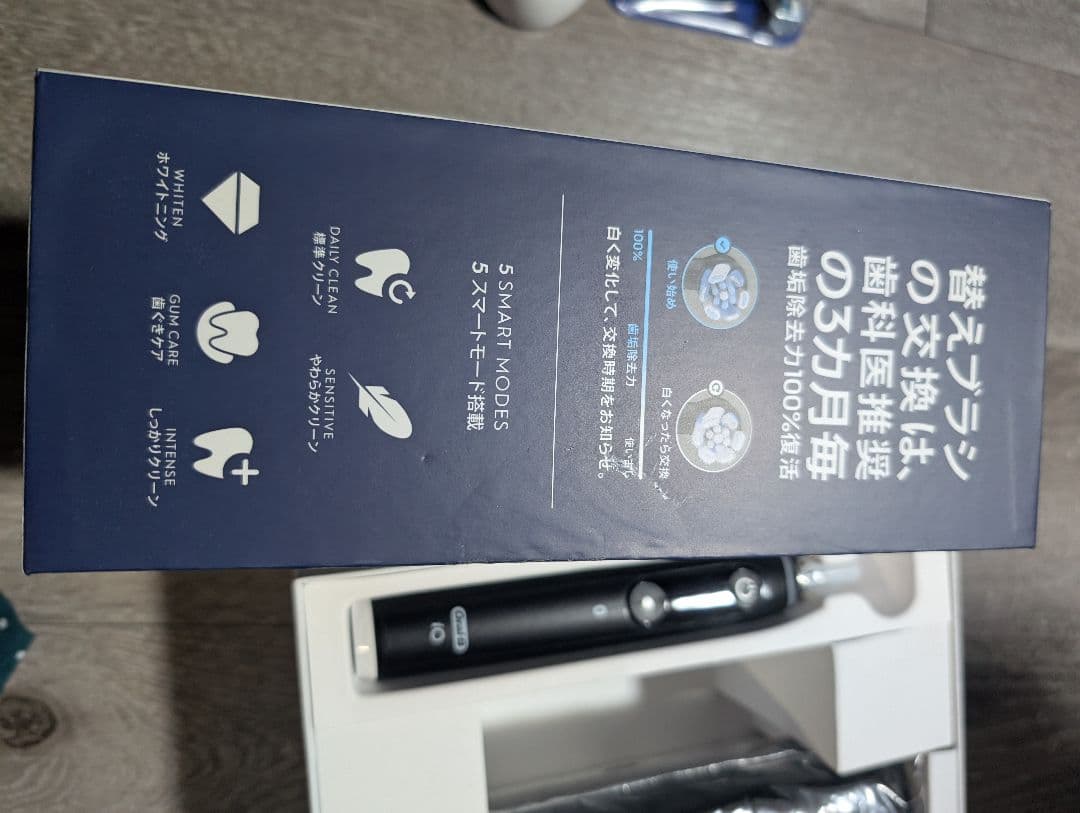 替えブラシ
の交換は、
歯科医推奨
の3カ月毎
歯垢除去力100%復活
使い始め
白くなったら交換
100%
歯垢除去力
白く変化して、交換時期をお知らせ。
5 SMART MODES
5 スマートモード搭載
DAILY CLEAN
標準クリーン
SENSITIVE
やわらかクリーン
WHITEN
ホワイトニング
GUM CARE
歯ぐきケア
INTENSE
しっかりクリーン
Oral-B
iO